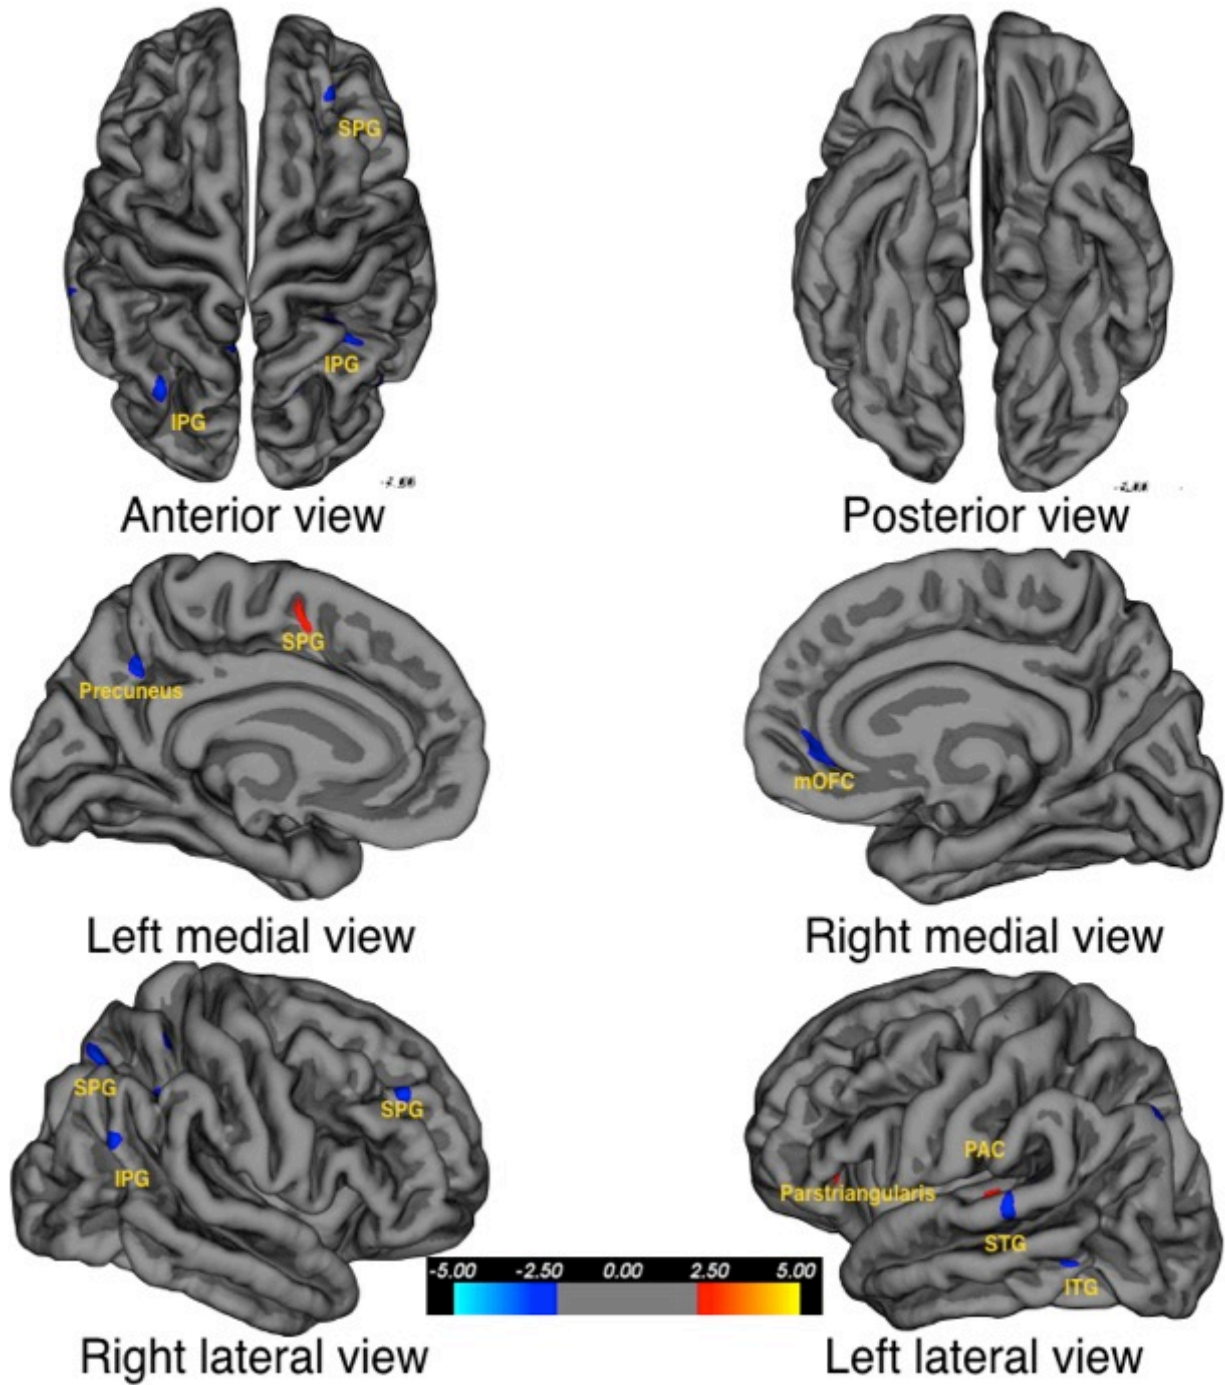 SPG
IPG
IPG
Anterior view
Posterior view
SPG
Precuneus
mOFC
Left medial view
Right medial view
SPG
SPG
IPG
PAC
Parstriangularis
STG
ITG
-5.00 -2.50 0.00 2.50 5.00
Right lateral view
Left lateral view